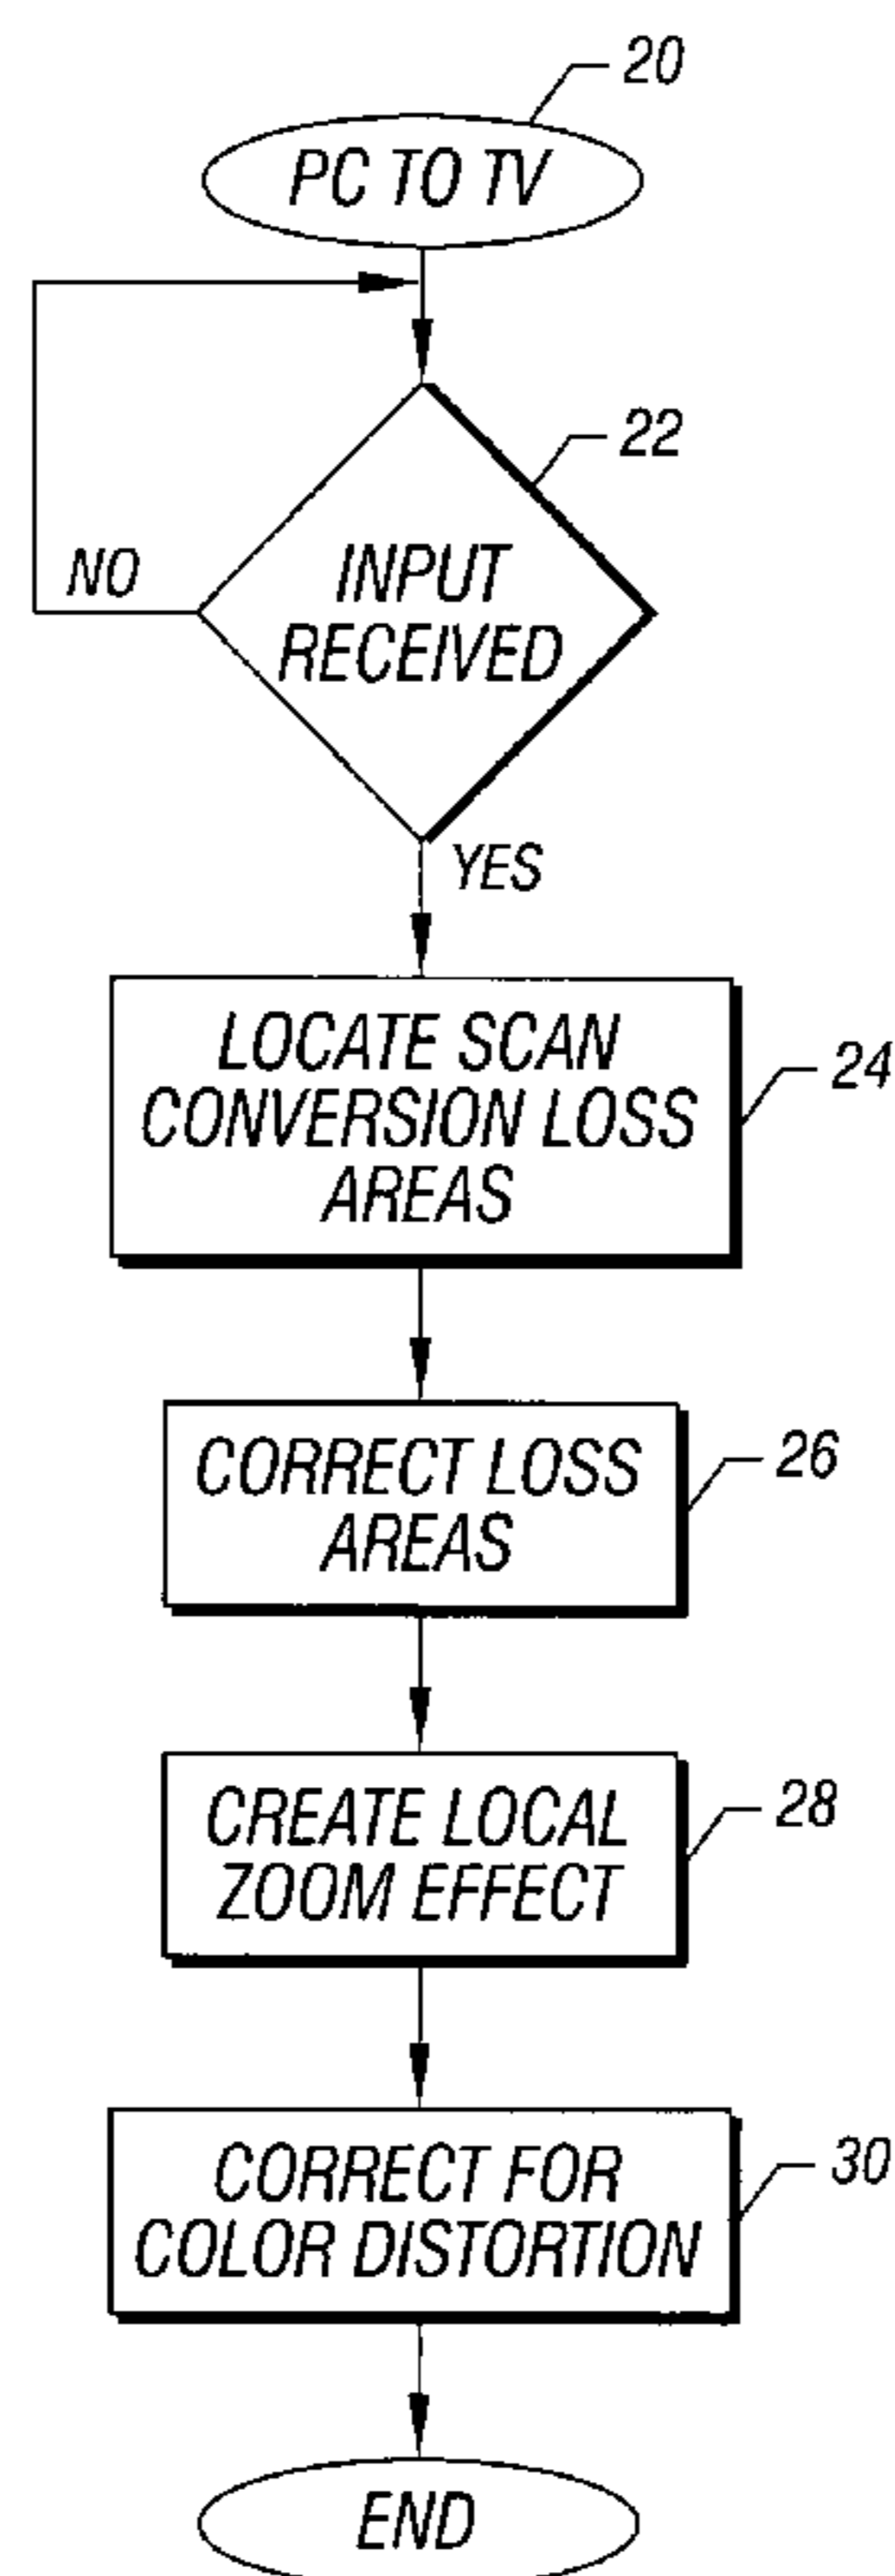 20
PC TO TV
22
INPUT
RECEIVED
NO
YES
LOCATE SCAN
CONVERSION LOSS
AREAS
24
CORRECT LOSS
AREAS
26
CREATE LOCAL
ZOOM EFFECT
28
CORRECT FOR
COLOR DISTORTION
30
END